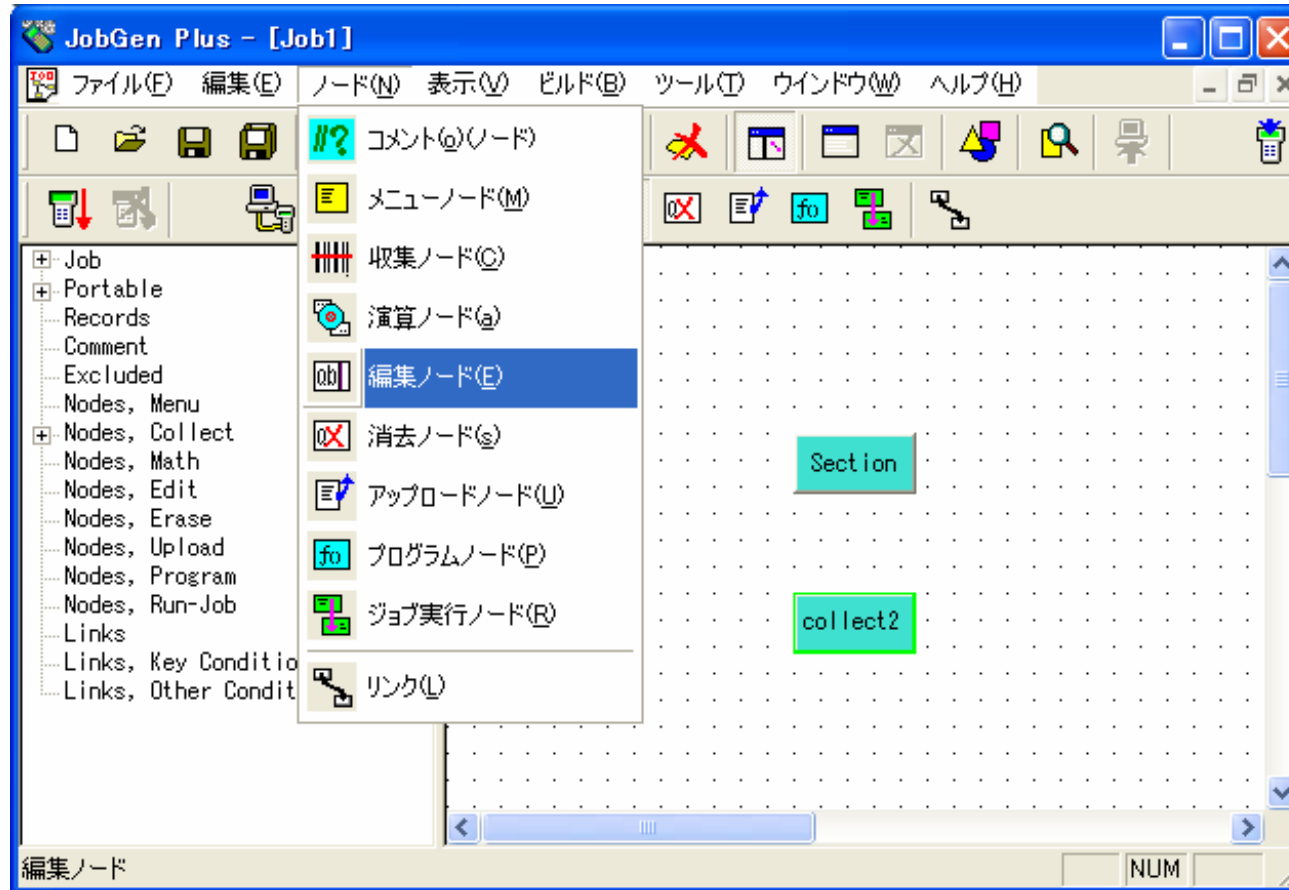 JobGen Plus - [Job1]
ファイル(F) 編集(E) ノード(N) 表示(V) ビルド(B) ツール(T) ウインドウ(W) ヘルプ(H)
コメント(o)(ノード)
メニューノード(M)
収集ノード(C)
演算ノード(a)
編集ノード(E)
消去ノード(s)
アップロードノード(U)
プログラムノード(P)
ジョブ実行ノード(R)
リンク(L)
Job
Portable
Records
Comment
Excluded
Nodes, Menu
Nodes, Collect
Nodes, Math
Nodes, Edit
Nodes, Erase
Nodes, Upload
Nodes, Program
Nodes, Run-Job
Links
Links, Key Conditio
Links, Other Condit
Section
collect2
編集ノード
NUM